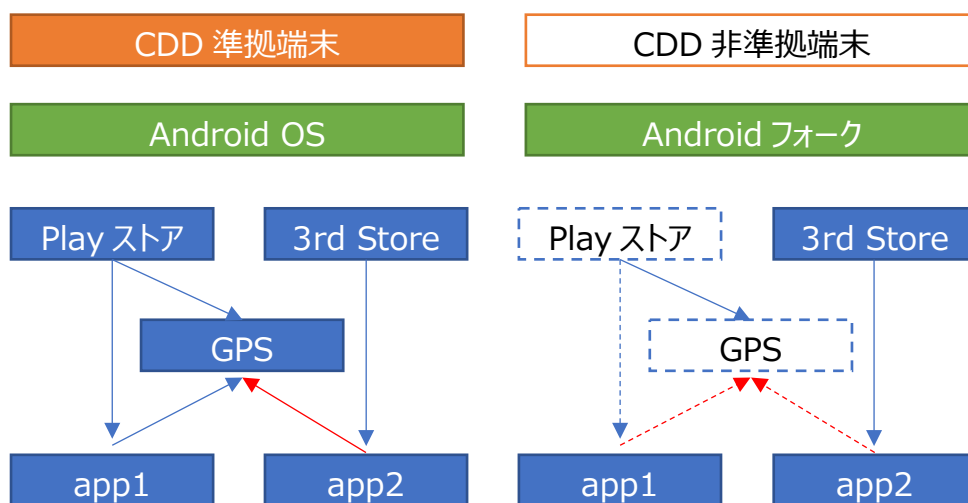 CDD 準拠端末
CDD 非準拠端末
Android OS
Android フォーク
Play ストア
3rd Store
Play ストア
3rd Store
GPS
GPS
app1
app2
app1
app2